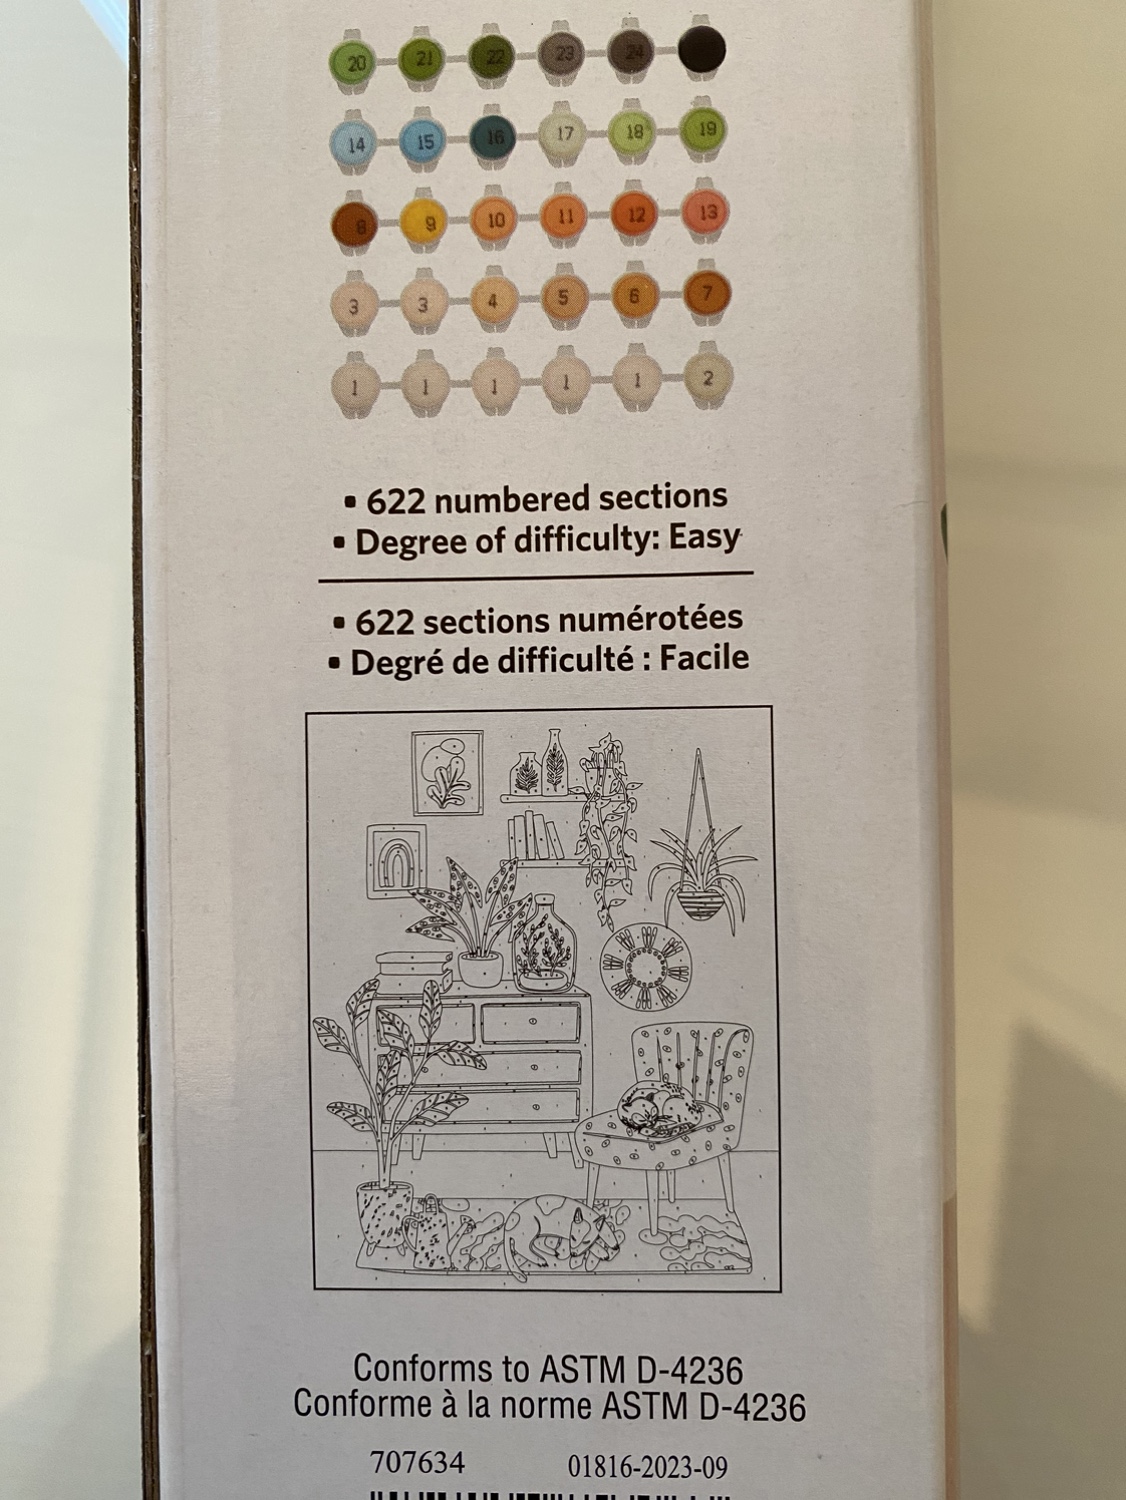 20 21 22 23 24
14 15 16 17 18 19
8 9 10 11 12 13
3 3 4 5 6 7
1 1 1 1 1 2
▪ 622 numbered sections
▪ Degree of difficulty: Easy
▪ 622 sections numérotées
▪ Degré de difficulté : Facile
Conforms to ASTM D-4236
Conforme à la norme ASTM D-4236
707634 01816-2023-09